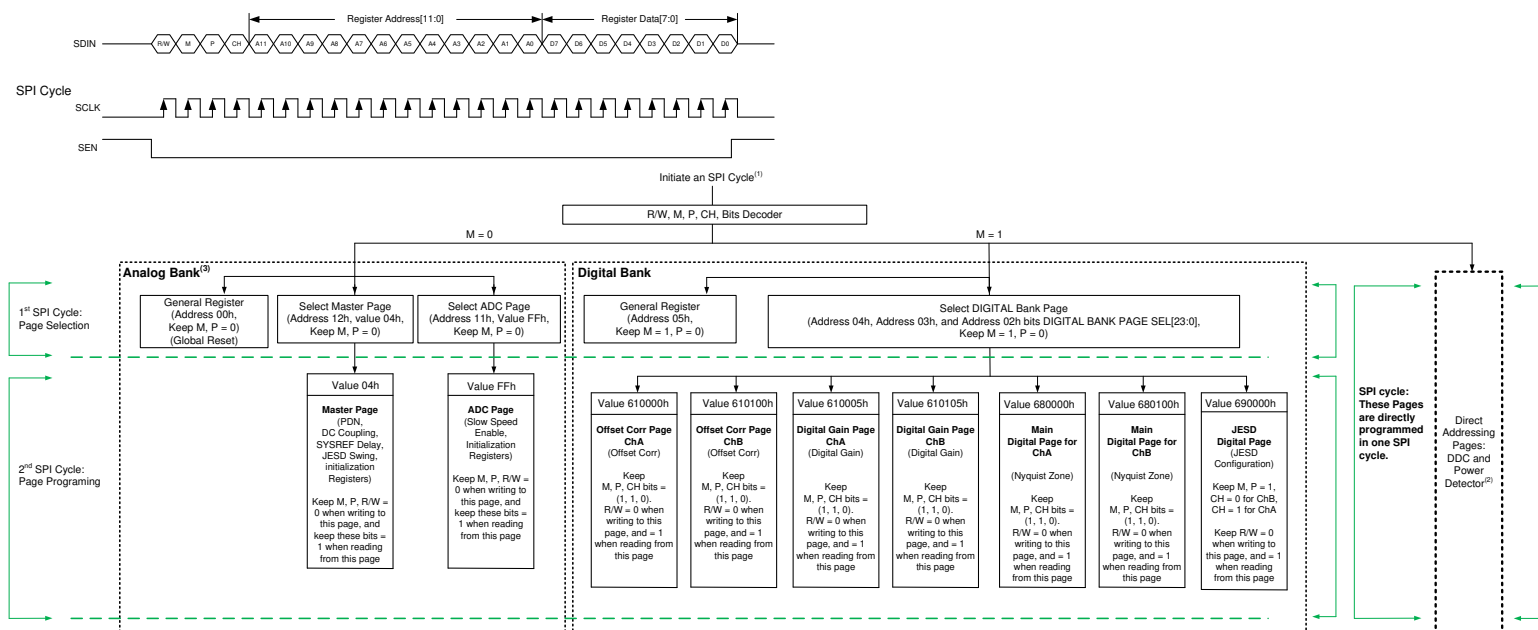 Register Address[11:0]
Register Data[7:0]
SDIN
R/W M P CH A11 A10 A9 A8 A7 A6 A5 A4 A3 A2 A1 A0 D7 D6 D5 D4 D3 D2 D1 D0
SPI Cycle
SCLK
SEN
Initiate an SPI Cycle(1)
R/W, M, P, CH, Bits Decoder
M = 0
M = 1
Analog Bank(3)
Digital Bank
1st SPI Cycle:
Page Selection
General Register
(Address 00h,
Keep M, P = 0)
(Global Reset)
Select Master Page
(Address 12h, value 04h,
Keep M, P = 0)
Select ADC Page
(Address 11h, Value FFh,
Keep M, P = 0)
General Register
(Address 05h,
Keep M = 1, P = 0)
Select DIGITAL Bank Page
(Address 04h, Address 03h, and Address 02h bits DIGITAL BANK PAGE SEL[23:0],
Keep M = 1, P = 0)
2nd SPI Cycle:
Page Programing
Value 04h
Master Page
(PDN,
DC Coupling,
SYSREF Delay,
JESD Swing,
initialization
Registers)
Keep M, P, R/W =
0 when writing to
this page, and
keep these bits =
1 when reading
from this page
Value FFh
ADC Page
(Slow Speed
Enable,
Initialization
Registers)
Keep M, P, R/W =
0 when writing to
this page, and
keep these bits =
1 when reading
from this page
Value 610000h
Offset Corr Page
ChA
(Offset Corr)
Keep
M, P, CH bits =
(1, 1, 0).
R/W = 0 when
writing to this
page, and = 1
when reading from
this page
Value 610100h
Offset Corr Page
ChB
(Offset Corr)
Keep
M, P, CH bits =
(1, 1, 0).
R/W = 0 when
writing to this
page, and = 1
when reading from
this page
Value 610005h
Digital Gain Page
ChA
(Digital Gain)
Keep
M, P, CH bits =
(1, 1, 0).
R/W = 0 when
writing to this
page, and = 1
when reading from
this page
Value 610105h
Digital Gain Page
ChB
(Digital Gain)
Keep
M, P, CH bits =
(1, 1, 0).
R/W = 0 when
writing to this
page, and = 1
when reading from
this page
Value 680000h
Main
Digital Page for
ChA
(Nyquist Zone)
Keep
M, P, CH bits =
(1, 1, 0).
R/W = 0 when
writing to this
page, and = 1
when reading
from this page
Value 680100h
Main
Digital Page for
ChB
(Nyquist Zone)
Keep
M, P, CH bits =
(1, 1, 0).
R/W = 0 when
writing to this
page, and = 1
when reading
from this page
Value 690000h
JESD
Digital Page
(JESD
Configuration)
Keep M, P = 1,
CH = 0 for ChB,
CH = 1 for ChA
Keep R/W = 0
when writing to
this page, and = 1
when reading
from this page
SPI cycle:
These Pages
are directly
programmed
in one SPI
cycle.
Direct
Addressing
Pages:
DDC and
Power
Detector(2)